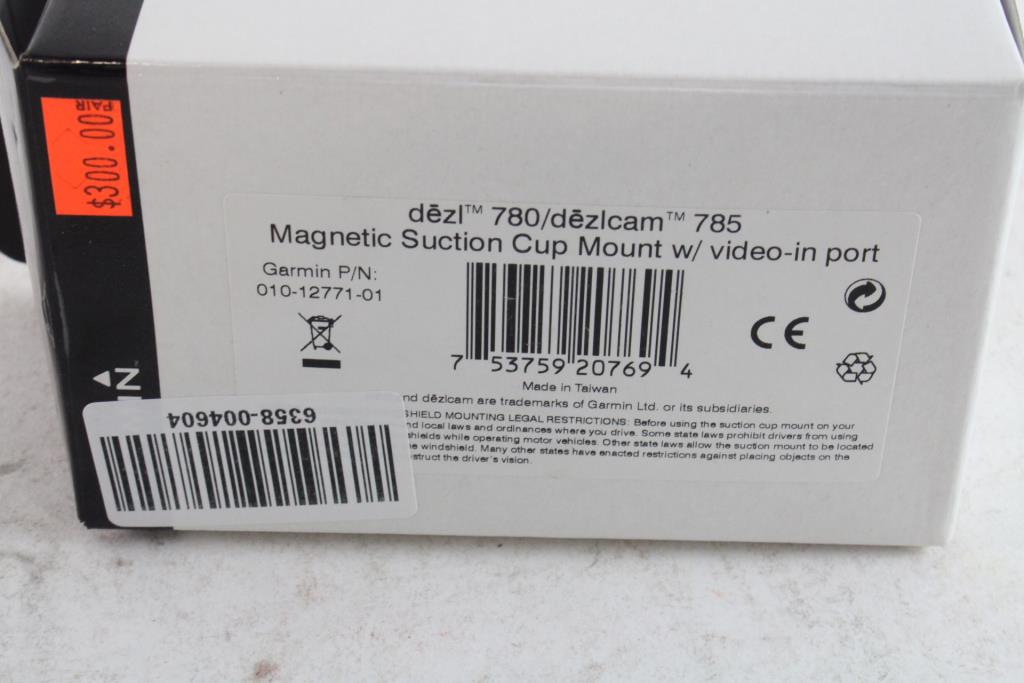 $300.00
PAIR
dēzl™ 780/dēzlcam™ 785
Magnetic Suction Cup Mount w/ video-in port
Garmin P/N:
010-12771-01
7 53759 20769 4
CE
Made in Taiwan
nd dēzlcam are trademarks of Garmin Ltd. or its subsidiaries.
SHIELD MOUNTING LEGAL RESTRICTIONS: Before using the suction cup mount on your
nd local laws and ordinances where you drive. Some state laws prohibit drivers from using
shields while operating motor vehicles. Other state laws allow the suction mount to be located
he windshield. Many other states have enacted restrictions against placing objects on the
struct the driver's vision.
6358-004604